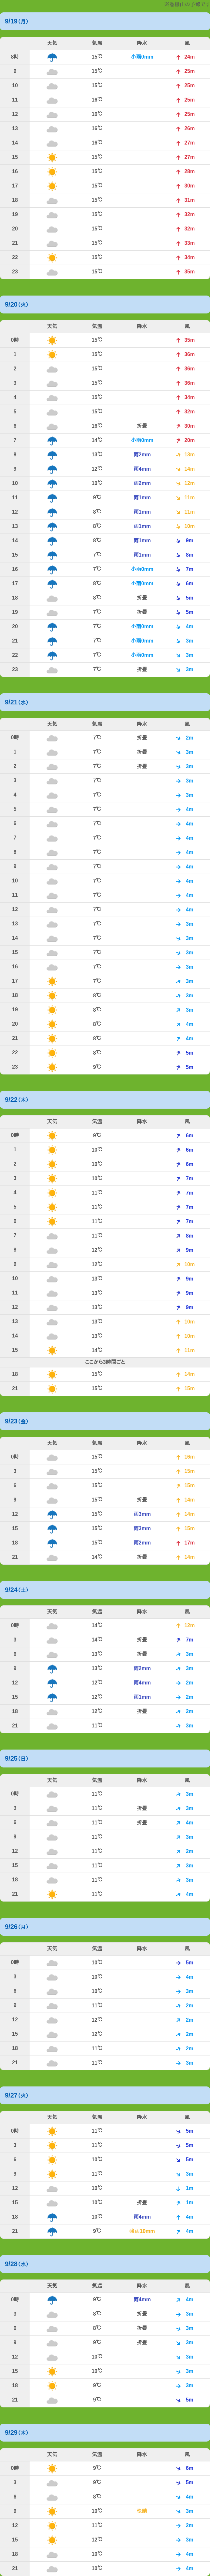 山の予報です
9/19(月)
天気 気温 降水 風
8時 15℃ 小雨0mm 24m
9 15℃ 25m
10 15℃ 25m
11 16℃ 25m
12 16℃ 25m
13 16℃ 26m
14 16℃ 27m
15 15℃ 27m
16 15℃ 28m
17 15℃ 30m
18 15℃ 31m
19 15℃ 32m
20 15℃ 32m
21 15℃ 33m
22 15℃ 34m
23 15℃ 35m
9/20(火)
天気 気温 降水 風
0時 15℃ 35m
1 15℃ 36m
2 15℃ 36m
3 15℃ 36m
4 15℃ 34m
5 15℃ 32m
6 16℃ 折畳 30m
7 14℃ 小雨0mm 20m
8 13℃ 雨2mm 13m
9 12℃ 雨4mm 14m
10 10℃ 雨2mm 12m
11 9℃ 雨1mm 11m
12 8℃ 雨1mm 11m
13 8℃ 雨1mm 10m
14 8℃ 雨1mm 9m
15 7℃ 雨1mm 8m
16 7℃ 小雨0mm 7m
17 8℃ 小雨0mm 6m
18 8℃ 折畳 5m
19 7℃ 折畳 5m
20 7℃ 小雨0mm 4m
21 7℃ 小雨0mm 3m
22 7℃ 小雨0mm 3m
23 7℃ 折畳 3m
9/21(水)
天気 気温 降水 風
0時 7℃ 折畳 2m
1 7℃ 折畳 3m
2 7℃ 折畳 3m
3 7℃ 3m
4 7℃ 3m
5 7℃ 4m
6 7℃ 4m
7 7℃ 4m
8 7℃ 4m
9 7℃ 4m
10 7℃ 4m
11 7℃ 4m
12 7℃ 4m
13 7℃ 3m
14 7℃ 3m
15 7℃ 3m
16 7℃ 3m
17 7℃ 3m
18 8℃ 3m
19 8℃ 3m
20 8℃ 4m
21 8℃ 4m
22 8℃ 5m
23 9℃ 5m
9/22(木)
天気 気温 降水 風
0時 9℃ 6m
1 10℃ 6m
2 10℃ 6m
3 10℃ 7m
4 11℃ 7m
5 11℃ 7m
6 11℃ 7m
7 11℃ 8m
8 12℃ 9m
9 12℃ 10m
10 13℃ 9m
11 13℃ 9m
12 13℃ 9m
13 13℃ 10m
14 13℃ 10m
15 14℃ 11m
ここから3時間ごと
18 15℃ 14m
21 15℃ 15m
9/23(金)
天気 気温 降水 風
0時 15℃ 16m
3 15℃ 15m
6 15℃ 15m
9 15℃ 折畳 14m
12 15℃ 雨3mm 14m
15 15℃ 雨3mm 15m
18 15℃ 雨2mm 17m
21 14℃ 折畳 14m
9/24(土)
天気 気温 降水 風
0時 14℃ 12m
3 14℃ 折畳 7m
6 13℃ 折畳 3m
9 13℃ 雨2mm 3m
12 12℃ 雨4mm 2m
15 12℃ 雨1mm 2m
18 12℃ 折畳 2m
21 11℃ 3m
9/25(日)
天気 気温 降水 風
0時 11℃ 3m
3 11℃ 折畳 3m
6 11℃ 折畳 4m
9 11℃ 3m
12 11℃ 2m
15 11℃ 3m
18 11℃ 3m
21 11℃ 4m
9/26(月)
天気 気温 降水 風
0時 10℃ 5m
3 10℃ 4m
6 10℃ 3m
9 11℃ 2m
12 12℃ 2m
15 12℃ 2m
18 11℃ 2m
21 11℃ 3m
9/27(火)
天気 気温 降水 風
0時 11℃ 5m
3 11℃ 5m
6 10℃ 5m
9 11℃ 3m
12 10℃ 1m
15 10℃ 折畳 1m
18 10℃ 雨4mm 4m
21 9℃ 強雨10mm 4m
9/28(水)
天気 気温 降水 風
0時 9℃ 雨4mm 4m
3 8℃ 折畳 3m
6 8℃ 折畳 3m
9 9℃ 折畳 3m
12 10℃ 3m
15 10℃ 3m
18 9℃ 3m
21 9℃ 5m
9/29(木)
天気 気温 降水 風
0時 9℃ 6m
3 9℃ 5m
6 8℃ 4m
9 10℃ 快晴 3m
12 11℃ 2m
15 12℃ 3m
18 10℃ 4m
21 10℃ 4m